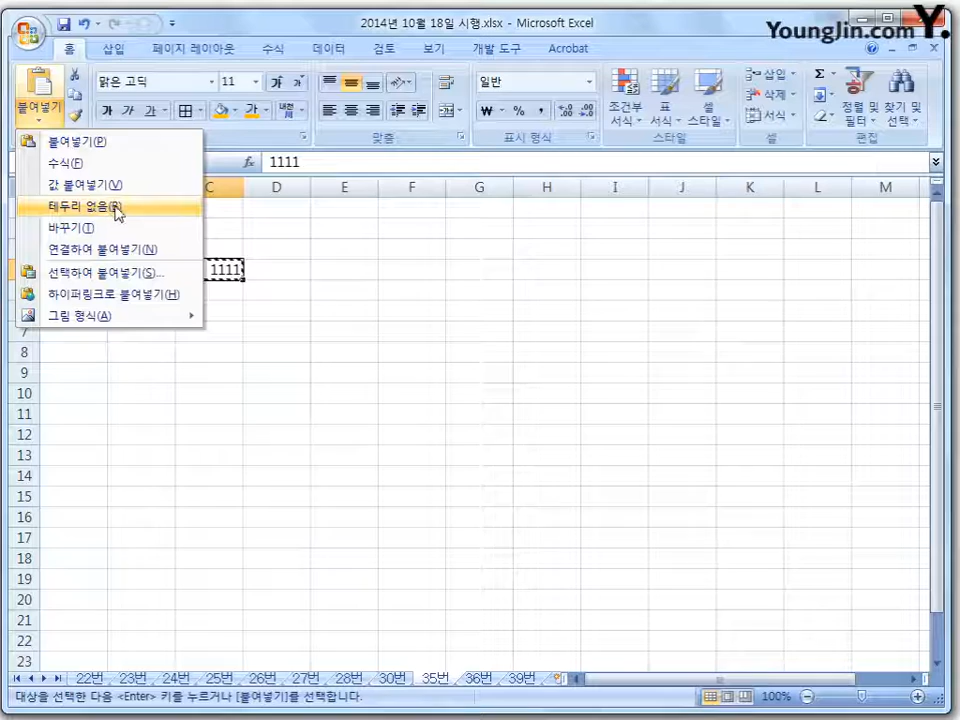 2014년 10월 18일 시행.xlsx - Microsoft Excel
YoungJin.com Y.
홈 삽입 페이지 레이아웃 수식 데이터 검토 보기 개발 도구 Acrobat
붙여넣기
맑은 고딕 11
가 가 가 가 가 내천
일반
% ,
맞춤 표시 형식
조건부 서식 표 서식 셀 스타일
스타일
삽입
삭제
서식
정렬 및 필터 찾기 및 선택
편집
붙여넣기(P)
수식(F)
값 붙여넣기(V)
테두리 없음(B)
바꾸기(T)
연결하여 붙여넣기(N)
선택하여 붙여넣기(S)...
하이퍼링크로 붙여넣기(H)
그림 형식(A)
1111
C D E F G H I J K L M
1111
7
8
9
10
11
12
13
14
15
16
17
18
19
20
21
22
23
22번 23번 24번 25번 26번 27번 28번 30번 35번 36번 39번
대상을 선택한 다음 <Enter> 키를 누르거나 [붙여넣기]를 선택합니다.
100%